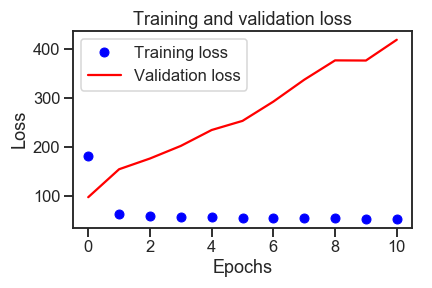 Training and validation loss
Training loss
Validation loss
400
300
200
100
Loss
0 2 4 6 8 10
Epochs